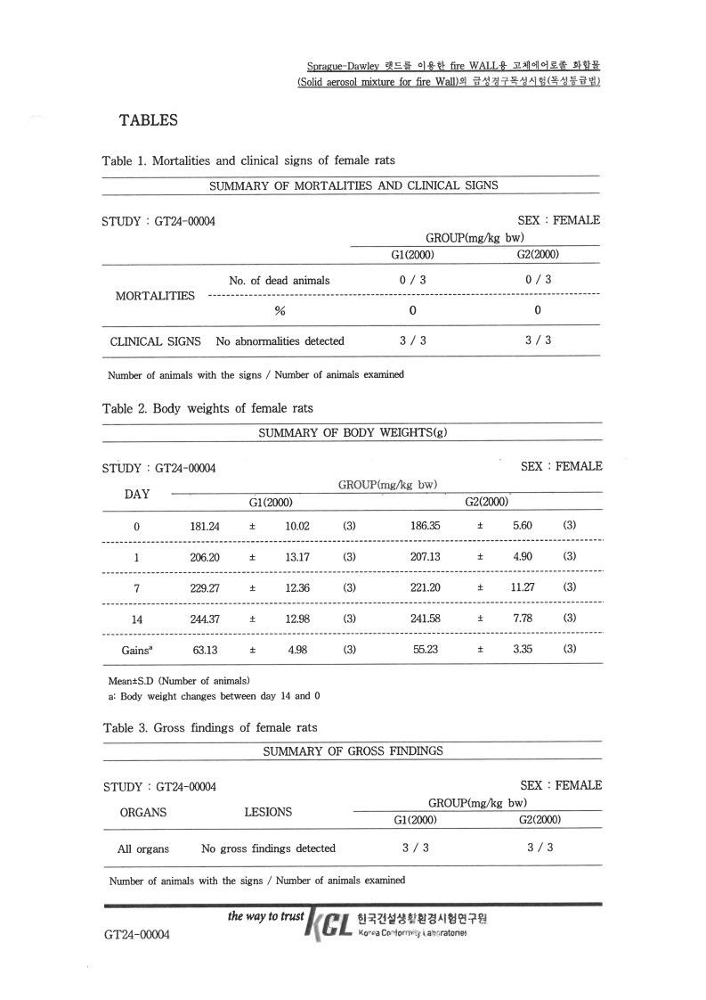 Sprague-Dawley 랫드를 이용한 fire WALL용 고체에어로졸 화합물
(Solid aerosol mixture for fire Wall)의 급성경구독성시험(독성등급법)
TABLES
Table 1. Mortalities and clinical signs of female rats
SUMMARY OF MORTALITIES AND CLINICAL SIGNS
STUDY : GT24-00004 SEX : FEMALE
GROUP(mg/kg bw)
G1(2000) G2(2000)
No. of dead animals 0 / 3 0 / 3
MORTALITIES
% 0 0
CLINICAL SIGNS No abnormalities detected 3 / 3 3 / 3
Number of animals with the signs / Number of animals examined
Table 2. Body weights of female rats
SUMMARY OF BODY WEIGHTS(g)
STUDY : GT24-00004 SEX : FEMALE
GROUP(mg/kg bw)
DAY
G1(2000) G2(2000)
0 181.24 ± 10.02 (3) 186.35 ± 5.60 (3)
1 206.20 ± 13.17 (3) 207.13 ± 4.90 (3)
7 229.27 ± 12.36 (3) 221.20 ± 11.27 (3)
14 244.37 ± 12.98 (3) 241.58 ± 7.78 (3)
Gainsᵃ 63.13 ± 4.98 (3) 55.23 ± 3.35 (3)
Mean±S.D (Number of animals)
a: Body weight changes between day 14 and 0
Table 3. Gross findings of female rats
SUMMARY OF GROSS FINDINGS
STUDY : GT24-00004 SEX : FEMALE
GROUP(mg/kg bw)
ORGANS LESIONS
G1(2000) G2(2000)
All organs No gross findings detected 3 / 3 3 / 3
Number of animals with the signs / Number of animals examined
the way to trust KCL 한국건설생활환경시험연구원
Korea Conformity Laboratories
GT24-00004